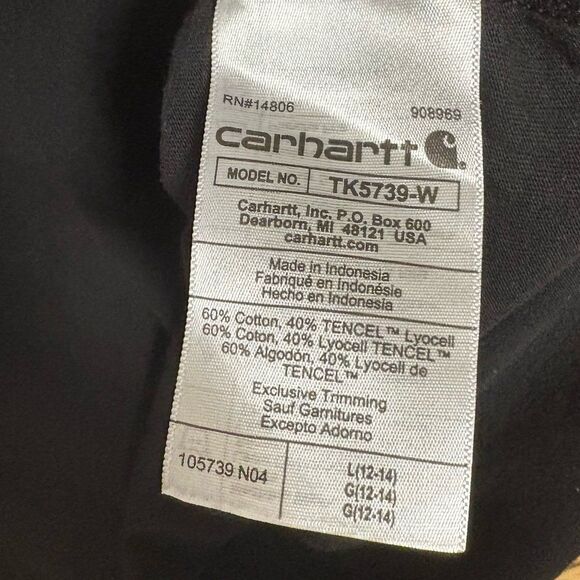 RN#14806 908969
carhartt
MODEL NO. TK5739-W
Carhartt, Inc. P.O. Box 600
Dearborn, MI 48121 USA
carhartt.com
Made in Indonesia
Fabriqué en Indonésie
Hecho en Indonesia
60% Cotton, 40% TENCEL™ Lyocell
60% Coton, 40% Lyocell TENCEL™
60% Algodón, 40% Lyocell de
TENCEL™
Exclusive Trimming
Sauf Garnitures
Excepto Adorno
105739 N04
L(12-14)
G(12-14)
G(12-14)